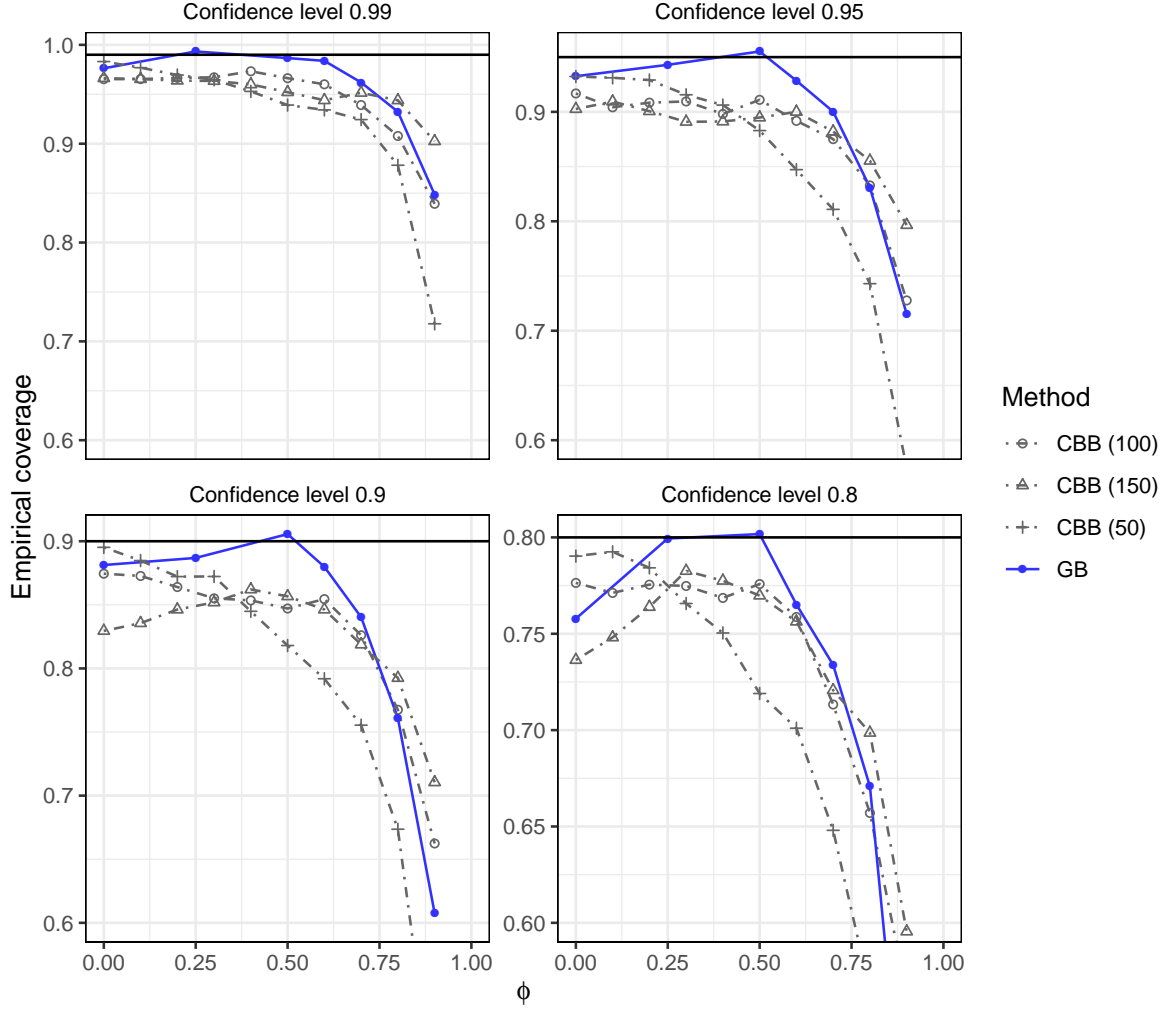 Confidence level 0.99
Confidence level 0.95
1.0
0.9
0.8
0.7
0.6
0.9
0.8
0.7
0.6
Empirical coverage
Confidence level 0.9
Confidence level 0.8
0.9
0.8
0.7
0.6
0.80
0.75
0.70
0.65
0.60
0.00 0.25 0.50 0.75 1.00
0.00 0.25 0.50 0.75 1.00
ϕ
Method
CBB (100)
CBB (150)
CBB (50)
GB